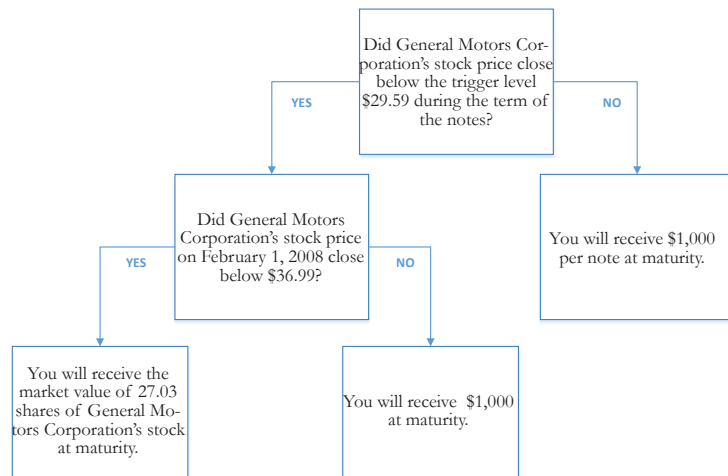 Did General Motors Cor-
poration's stock price close
below the trigger level
$29.59 during the term of
the notes?
YES
NO
Did General Motors
Corporation's stock price
on February 1, 2008 close
below $36.99?
You will receive $1,000
per note at maturity.
YES
NO
You will receive the
market value of 27.03
shares of General Mo-
tors Corporation's stock
at maturity.
You will receive $1,000
at maturity.